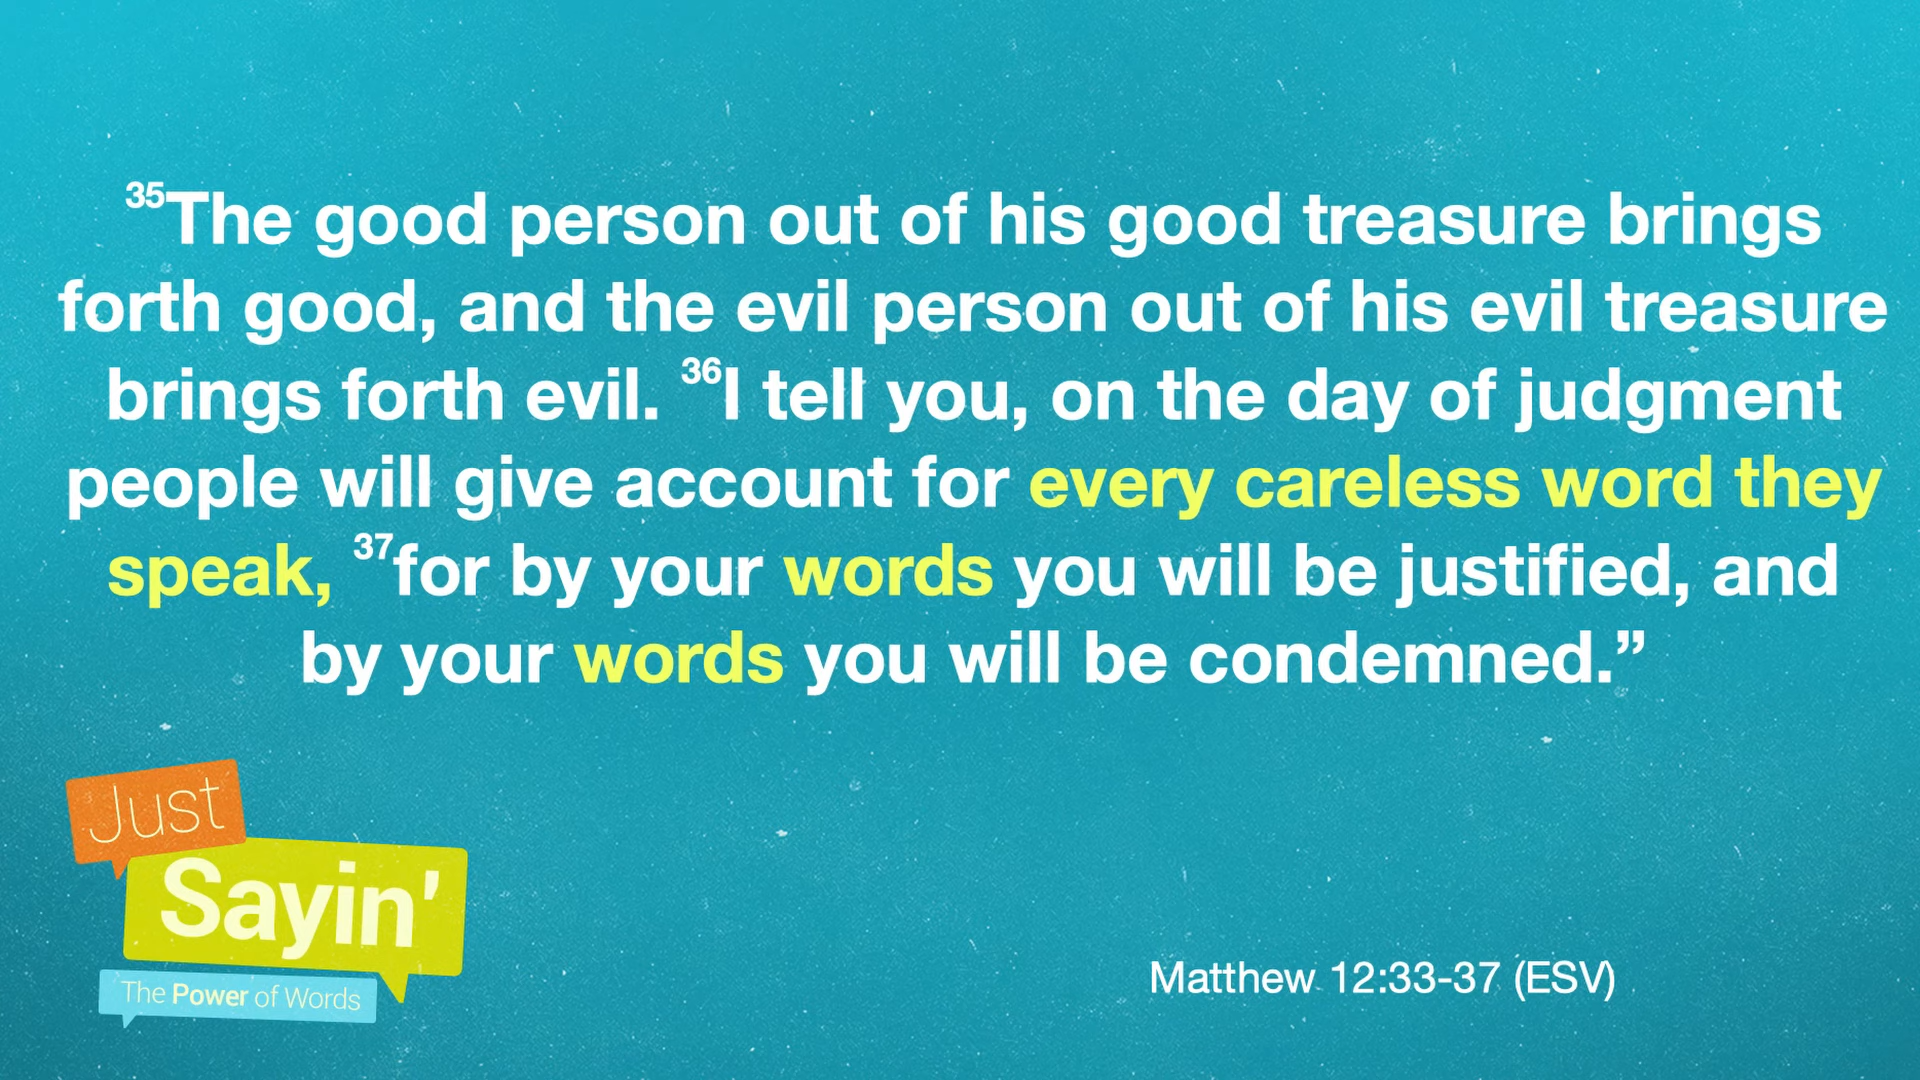 ³⁵The good person out of his good treasure brings
forth good, and the evil person out of his evil treasure
brings forth evil. ³⁶I tell you, on the day of judgment
people will give account for every careless word they
speak, ³⁷for by your words you will be justified, and
by your words you will be condemned.”
Just
Sayin'
The Power of Words
Matthew 12:33-37 (ESV)